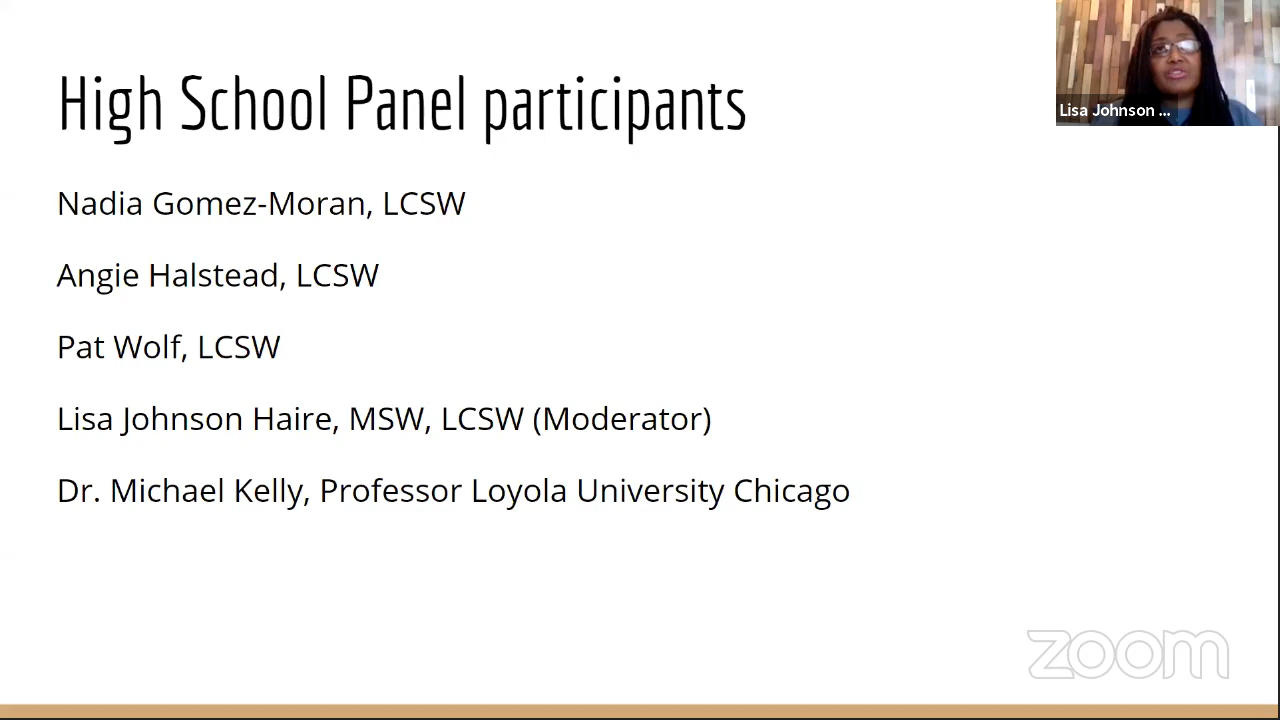 High School Panel participants
Lisa Johnson ...
Nadia Gomez-Moran, LCSW
Angie Halstead, LCSW
Pat Wolf, LCSW
Lisa Johnson Haire, MSW, LCSW (Moderator)
Dr. Michael Kelly, Professor Loyola University Chicago
zoom